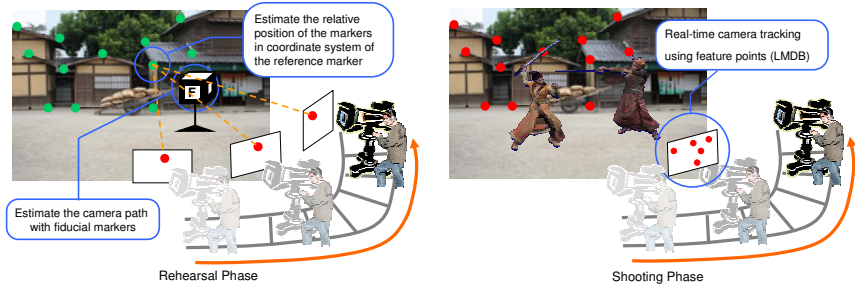 Estimate the relative
position of the markers
in coordinate system of
the reference marker
E
Estimate the camera path
with fiducial markers
Rehearsal Phase
Real-time camera tracking
using feature points (LMDB)
Shooting Phase